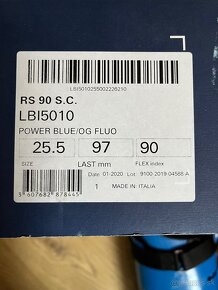 LBI5010255002226210
RS 90 S.C.
LBI5010
POWER BLUE/OG FLUO
25.5 97 90
SIZE LAST mm FLEX index
Date 01-2020 Lot 9100 2019 04568 A
1 MADE IN ITALIA
3 607682 878445